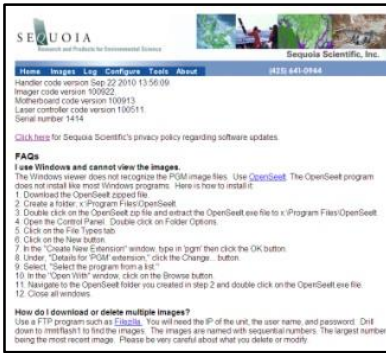 SEQUOIA
Research and Products for Environmental Science
Sequoia Scientific, Inc.
Home Images Log Configure Tools About (425) 641-0944
Handler code version Sep 22 2010 13:56:09.
Imager code version 100922.
Motherboard code version 100913.
Laser controller code version 100511.
Serial number 1414.
Click here for Sequoia Scientific's privacy policy regarding software updates.
FAQs
I use Windows and cannot view the images.
The Windows viewer does not recognize the PGM image files. Use OpenSeeIt. The OpenSeeIt program
does not install like most Windows programs. Here is how to install it:
1. Download the OpenSeeIt zipped file.
2. Create a folder, x:\Program Files\OpenSeeIt.
3. Double click on the OpenSeeIt zip file and extract the OpenSeeIt.exe file to x:\Program Files\OpenSeeIt.
4. Open the Control Panel. Double click on Folder Options.
5. Click on the File Types tab.
6. Click on the New button.
7. In the "Create New Extension" window, type in 'pgm' then click the OK button.
8. Under, "Details for 'PGM' extension," click the Change... button.
9. Select, "Select the program from a list."
10. In the "Open With" window, click on the Browse button.
11. Navigate to the OpenSeeIt folder you created in step 2 and double click on the OpenSeeIt.exe file.
12. Close all windows.
How do I download or delete multiple images?
Use a FTP program such as Filezilla. You will need the IP of the unit, the user name, and password. Drill
down to /mnt/flash1 to find the images. The images are named with sequential numbers. The largest number
being the most recent image. Please be very careful about what you delete or modify.